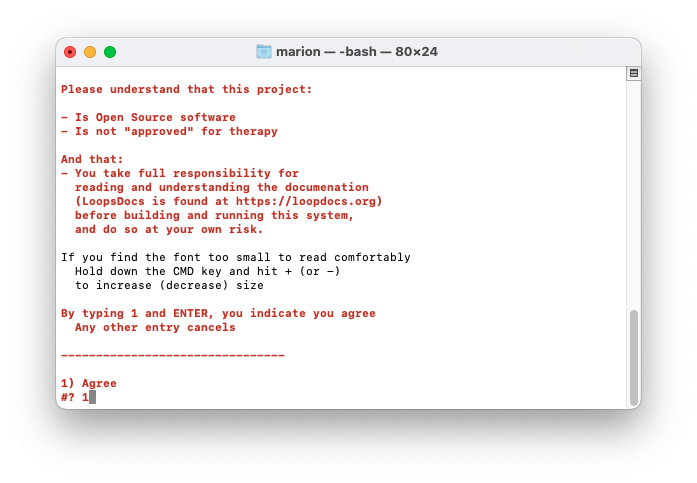 marion — -bash — 80×24
Please understand that this project:
- Is Open Source software
- Is not "approved" for therapy
And that:
- You take full responsibility for
reading and understanding the documenation
(LoopsDocs is found at https://loopdocs.org)
before building and running this system,
and do so at your own risk.
If you find the font too small to read comfortably
Hold down the CMD key and hit + (or -)
to increase (decrease) size
By typing 1 and ENTER, you indicate you agree
Any other entry cancels
--------------------------------
1) Agree
#? 1